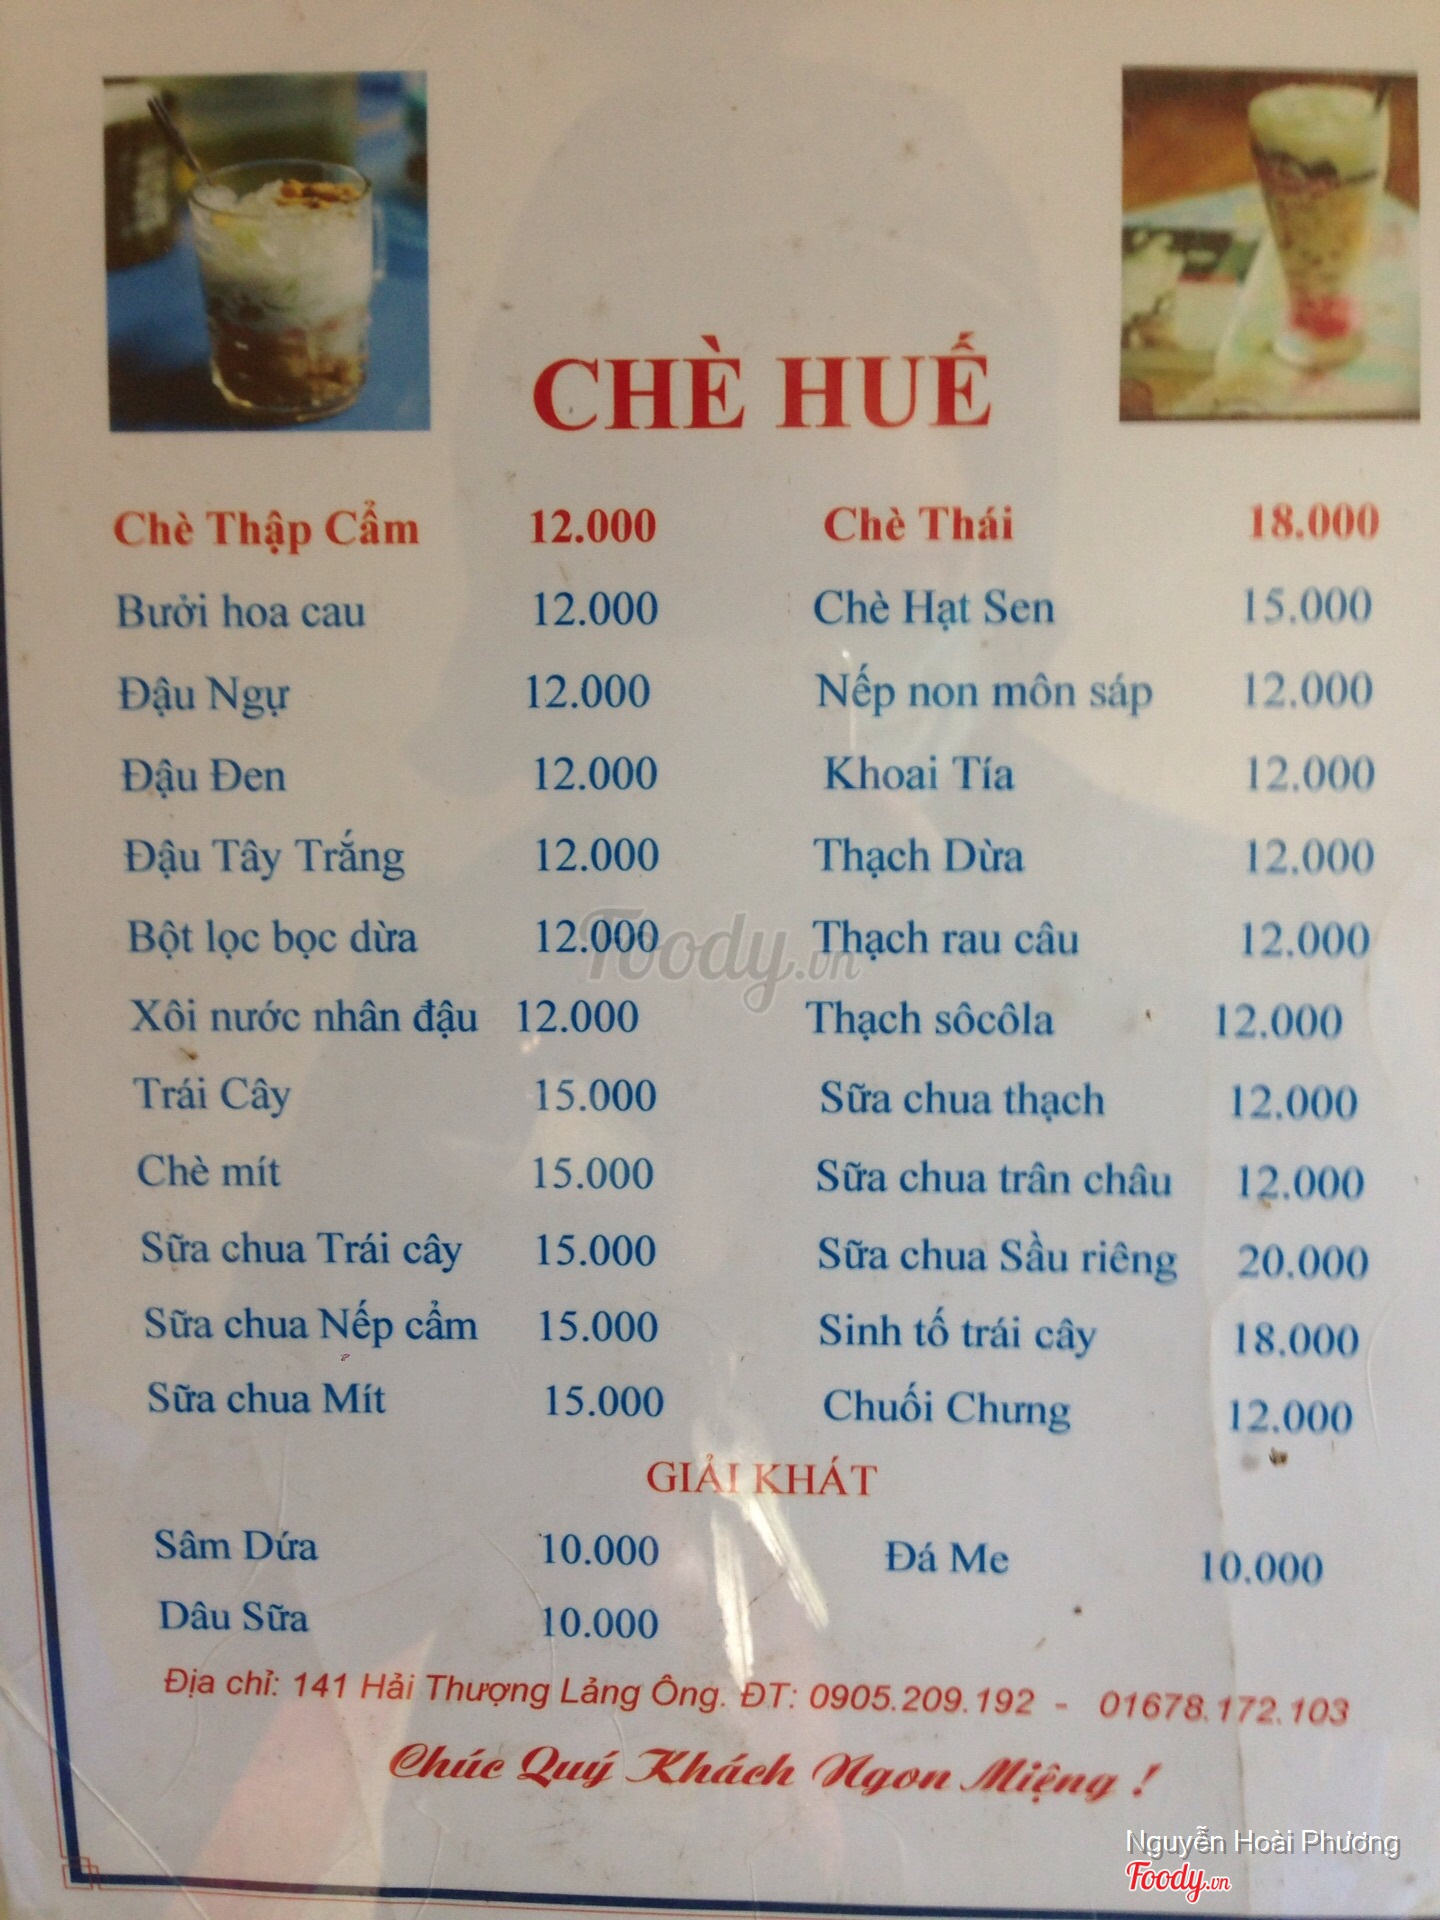 CHÈ HUẾ
Chè Thập Cẩm 12.000 Chè Thái 18.000
Bưởi hoa cau 12.000 Chè Hạt Sen 15.000
Đậu Ngự 12.000 Nếp non môn sáp 12.000
Đậu Đen 12.000 Khoai Tía 12.000
Đậu Tây Trắng 12.000 Thạch Dừa 12.000
Bột lọc bọc dừa 12.000 Thạch rau câu 12.000
Foody.vn
Xôi nước nhân đậu 12.000 Thạch sôcôla 12.000
Trái Cây 15.000 Sữa chua thạch 12.000
Chè mít 15.000 Sữa chua trân châu 12.000
Sữa chua Trái cây 15.000 Sữa chua Sầu riêng 20.000
Sữa chua Nếp cẩm 15.000 Sinh tố trái cây 18.000
Sữa chua Mít 15.000 Chuối Chưng 12.000
GIẢI KHÁT
Sâm Dứa 10.000 Đá Me 10.000
Dâu Sữa 10.000
Địa chỉ: 141 Hải Thượng Lảng Ông. ĐT: 0905.209.192 - 01678.172.103
Chúc Quý Khách Ngon Miệng !
Nguyễn Hoài Phương
Foody.vn